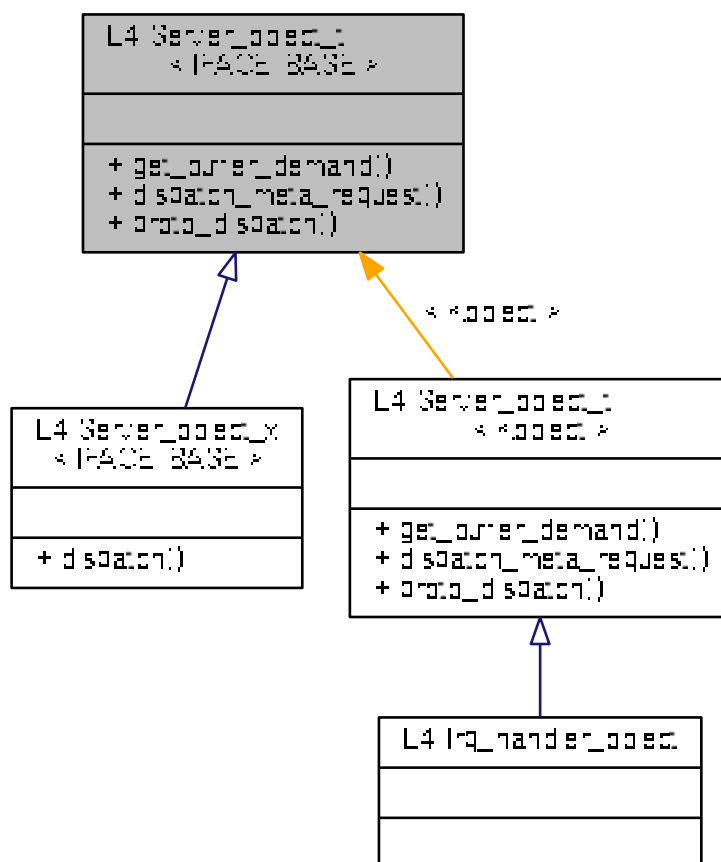 L4::Server_object_t
< IFACE, BASE >
+ get_buffer_demand()
+ dispatch_meta_request()
+ proto_dispatch()
< Kobject >
L4::Server_object_x
< IFACE, BASE >
+ dispatch()
L4::Server_object_t
< Kobject >
+ get_buffer_demand()
+ dispatch_meta_request()
+ proto_dispatch()
L4::Irq_handler_object